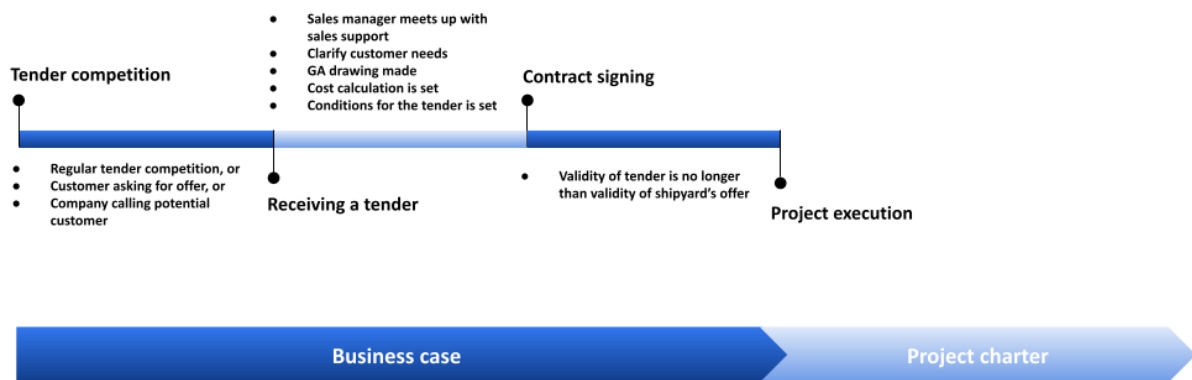 Tender competition
● Regular tender competition, or
● Customer asking for offer, or
● Company calling potential
customer
● Sales manager meets up with
sales support
● Clarify customer needs
● GA drawing made
● Cost calculation is set
● Conditions for the tender is set
Receiving a tender
Contract signing
● Validity of tender is no longer
than validity of shipyard’s offer
Project execution
Business case
Project charter